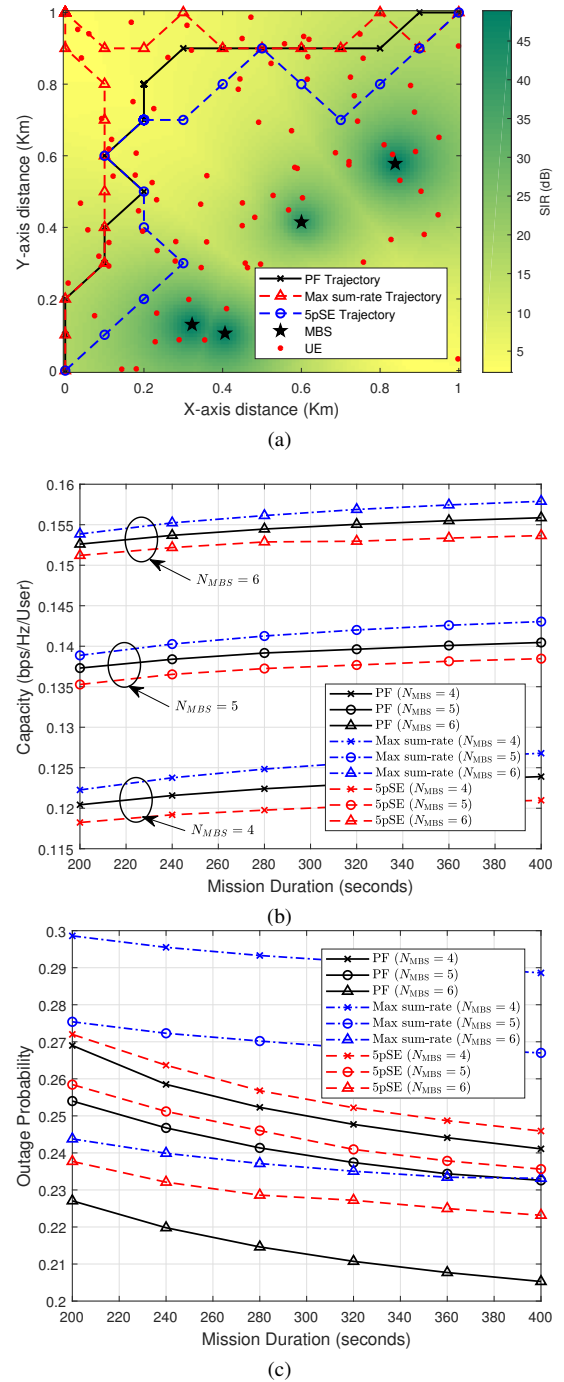 1
0.8
0.6
0.4
0.2
0
0 0.2 0.4 0.6 0.8 1
Y-axis distance (Km)
X-axis distance (Km)
PF Trajectory
Max sum-rate Trajectory
5pSE Trajectory
MBS
UE
45
40
35
30
25
20
15
10
5
SIR (dB)
(a)
0.16
0.155
0.15
0.145
0.14
0.135
0.13
0.125
0.12
0.115
Capacity (bps/Hz/User)
N_MBS = 6
N_MBS = 5
N_MBS = 4
PF (N_MBS = 4)
PF (N_MBS = 5)
PF (N_MBS = 6)
Max sum-rate (N_MBS = 4)
Max sum-rate (N_MBS = 5)
Max sum-rate (N_MBS = 6)
5pSE (N_MBS = 4)
5pSE (N_MBS = 5)
5pSE (N_MBS = 6)
200 220 240 260 280 300 320 340 360 380 400
Mission Duration (seconds)
(b)
0.3
0.29
0.28
0.27
0.26
0.25
0.24
0.23
0.22
0.21
0.2
Outage Probability
PF (N_MBS = 4)
PF (N_MBS = 5)
PF (N_MBS = 6)
Max sum-rate (N_MBS = 4)
Max sum-rate (N_MBS = 5)
Max sum-rate (N_MBS = 6)
5pSE (N_MBS = 4)
5pSE (N_MBS = 5)
5pSE (N_MBS = 6)
200 220 240 260 280 300 320 340 360 380 400
Mission Duration (seconds)
(c)